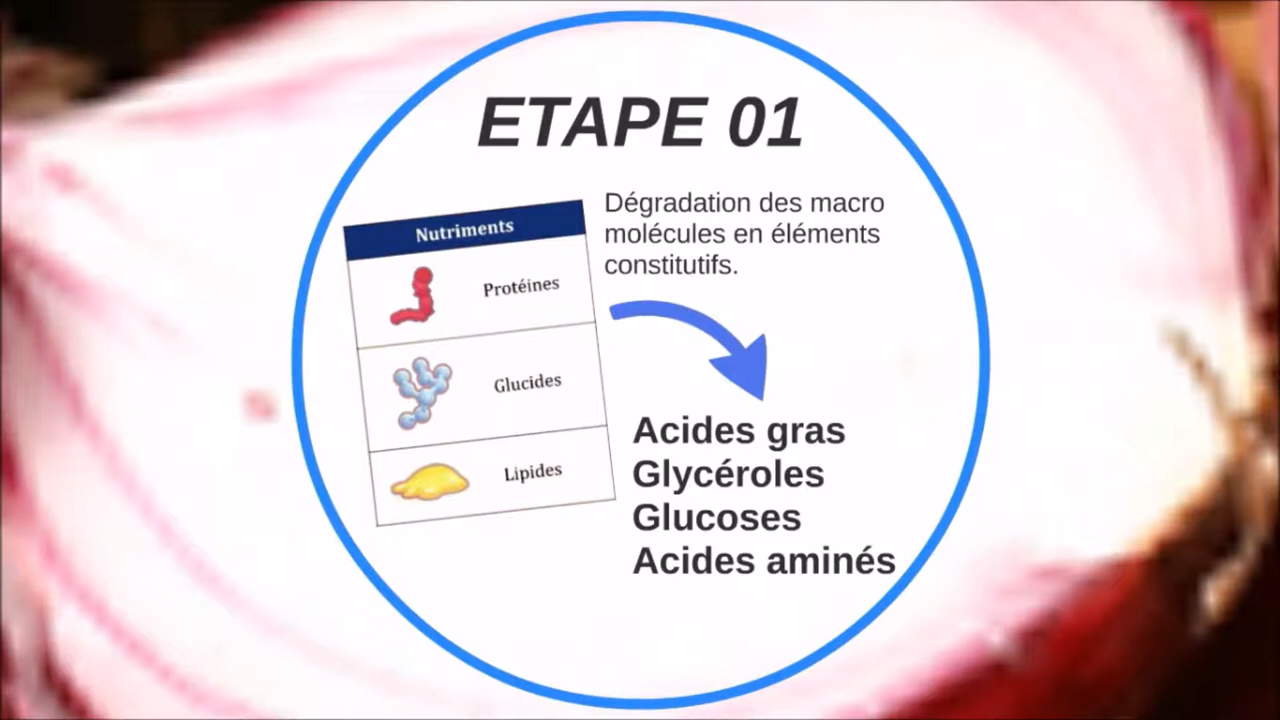 ETAPE 01
Nutriments
Protéines
Glucides
Lipides
Dégradation des macro
molécules en éléments
constitutifs.
Acides gras
Glycéroles
Glucoses
Acides aminés